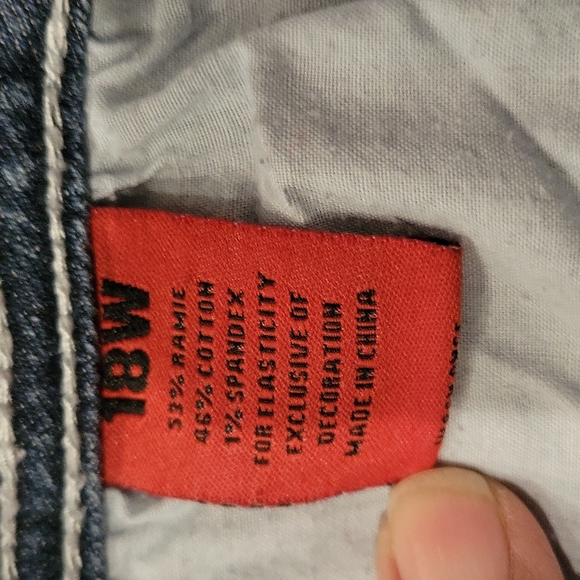 18W
53% RAMIE
46% COTTON
1% SPANDEX
FOR ELASTICITY
EXCLUSIVE OF
DECORATION
MADE IN CHINA